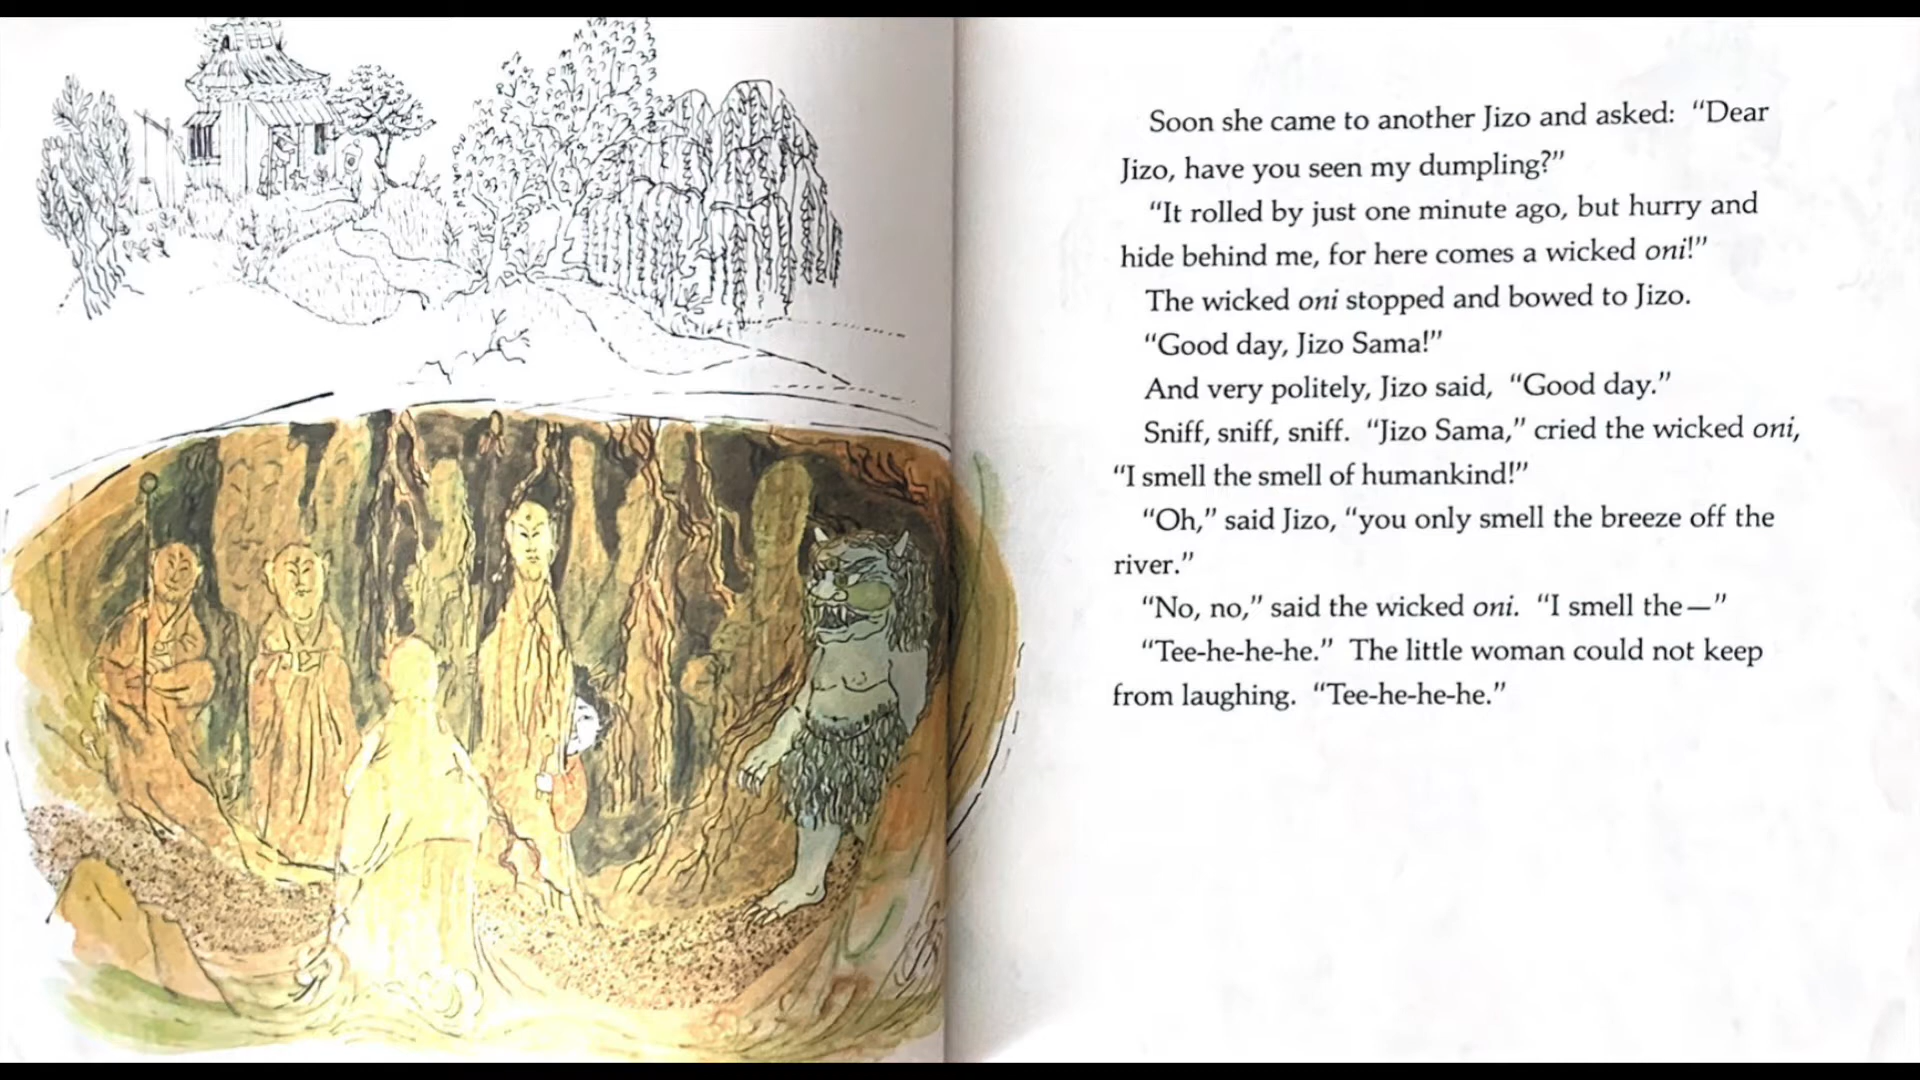 Soon she came to another Jizo and asked: “Dear
Jizo, have you seen my dumpling?”
“It rolled by just one minute ago, but hurry and
hide behind me, for here comes a wicked oni!”
The wicked oni stopped and bowed to Jizo.
“Good day, Jizo Sama!”
And very politely, Jizo said, “Good day.”
Sniff, sniff, sniff. “Jizo Sama,” cried the wicked oni,
“I smell the smell of humankind!”
“Oh,” said Jizo, “you only smell the breeze off the
river.”
“No, no,” said the wicked oni. “I smell the—”
“Tee-he-he-he.” The little woman could not keep
from laughing. “Tee-he-he-he.”